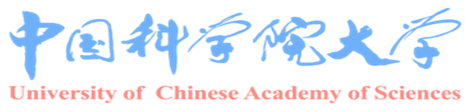 中国科学院大学
University of Chinese Academy of Sciences